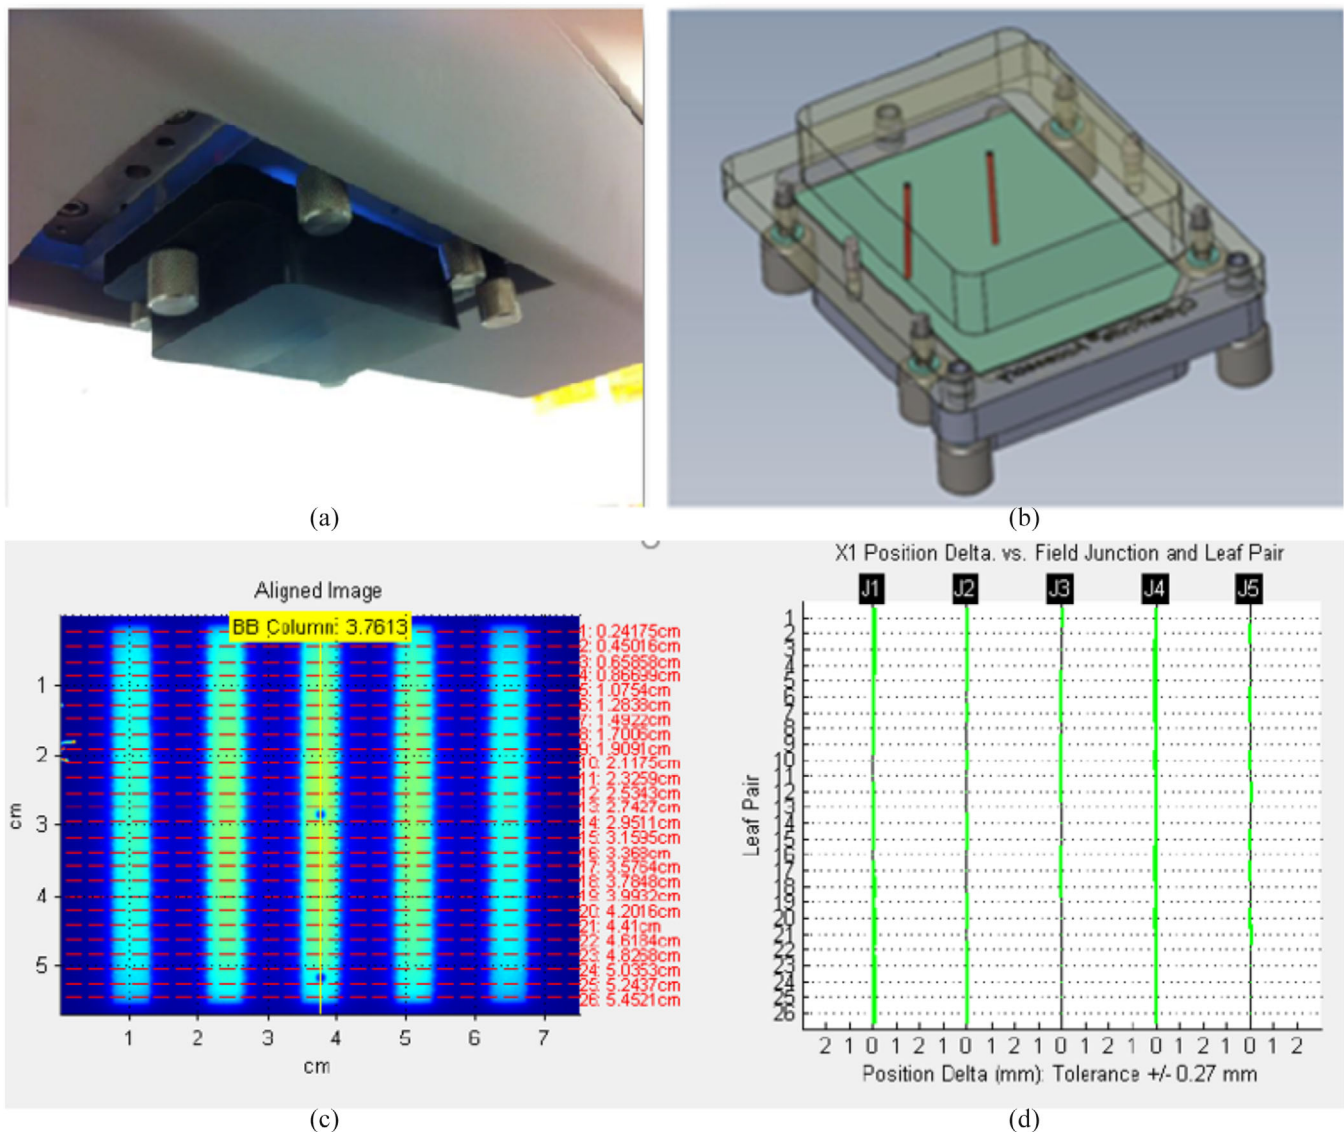 (a)
(b)
Aligned Image
BB Column: 3.7613
1: 0.24175cm
2: 0.45016cm
3: 0.65858cm
4: 0.86699cm
5: 1.0754cm
6: 1.2838cm
7: 1.4922cm
8: 1.7006cm
9: 1.9091cm
10: 2.1175cm
11: 2.3259cm
12: 2.5343cm
13: 2.7427cm
14: 2.9511cm
15: 3.1595cm
16: 3.368cm
17: 3.5764cm
18: 3.7848cm
19: 3.9932cm
20: 4.2016cm
21: 4.41cm
22: 4.6184cm
23: 4.8268cm
24: 5.0353cm
25: 5.2437cm
26: 5.4521cm
1
2
3
4
5
cm
1 2 3 4 5 6 7
cm
(c)
X1 Position Delta. vs. Field Junction and Leaf Pair
J1 J2 J3 J4 J5
1
2
3
4
5
6
7
8
9
10
11
12
13
14
15
16
17
18
19
20
21
22
23
24
25
26
Leaf Pair
2 1 0 1 2 1 0 1 2 1 0 1 2 1 0 1 2 1 0 1 2
Position Delta (mm): Tolerance +/- 0.27 mm
(d)